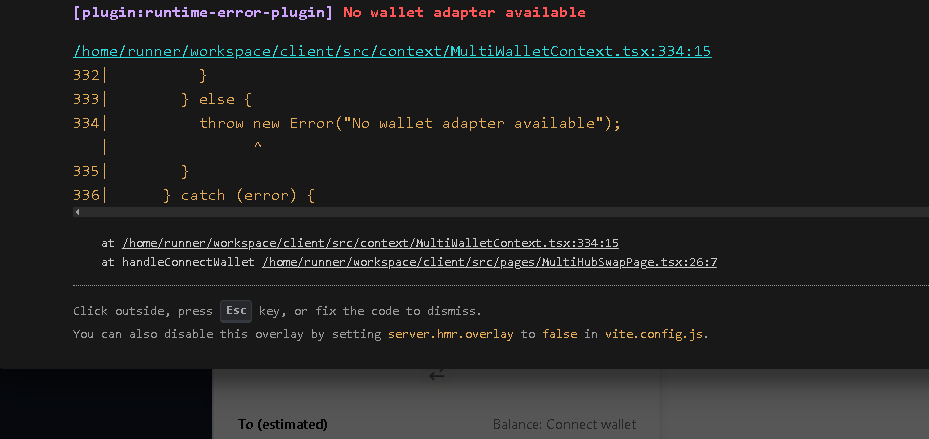 [plugin:runtime-error-plugin] No wallet adapter available
/home/runner/workspace/client/src/context/MultiWalletContext.tsx:334:15
332|          }
333|        } else {
334|          throw new Error("No wallet adapter available");
   |                ^
335|        }
336|      } catch (error) {
at /home/runner/workspace/client/src/context/MultiWalletContext.tsx:334:15
at handleConnectWallet /home/runner/workspace/client/src/pages/MultiHubSwapPage.tsx:26:7
Click outside, press Esc key, or fix the code to dismiss.
You can also disable this overlay by setting server.hmr.overlay to false in vite.config.js.
To (estimated) Balance: Connect wallet